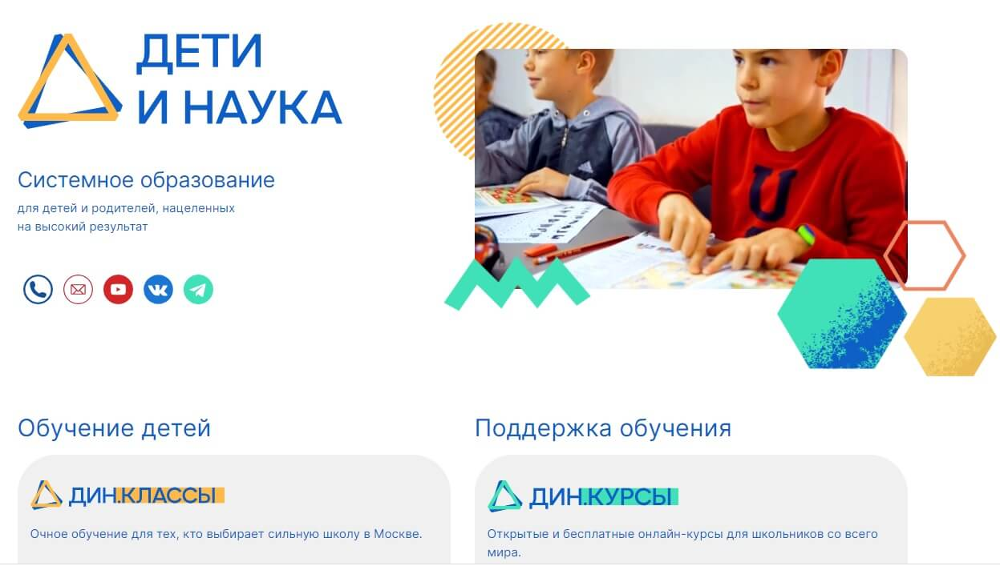 ДЕТИ
И НАУКА
Системное образование
для детей и родителей, нацеленных
на высокий результат
U
Обучение детей
Поддержка обучения
ДИН.КЛАССЫ
Очное обучение для тех, кто выбирает сильную школу в Москве.
ДИН.КУРСЫ
Открытые и бесплатные онлайн-курсы для школьников со всего
мира.